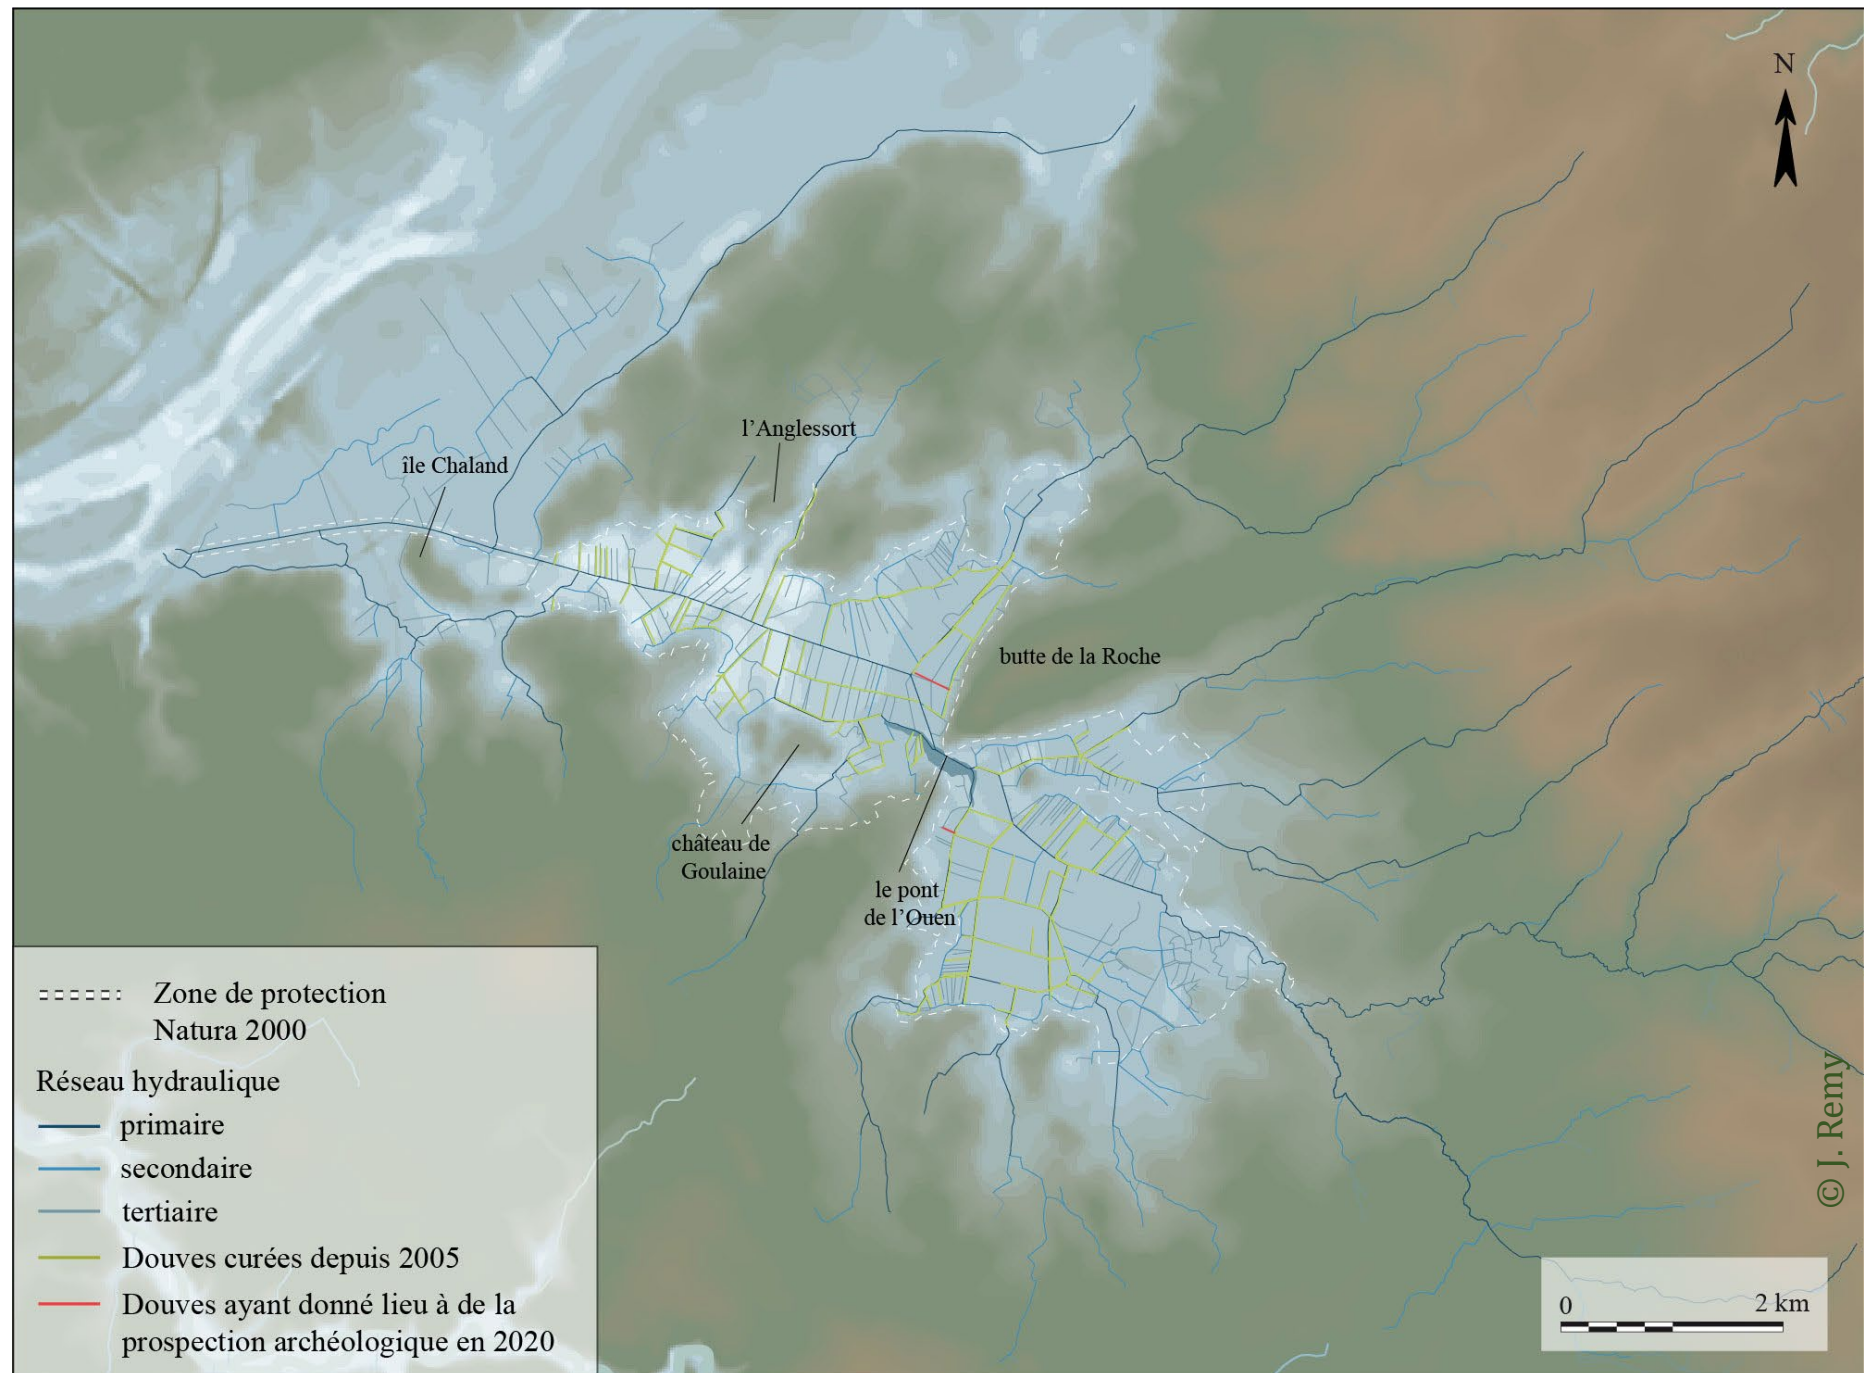 N
l'Anglessort
île Chaland
butte de la Roche
château de
Goulaine
le pont
de l'Ouen
Zone de protection
Natura 2000
Réseau hydraulique
primaire
secondaire
tertiaire
Douves curées depuis 2005
Douves ayant donné lieu à de la
prospection archéologique en 2020
© J. Remy
0 2 km